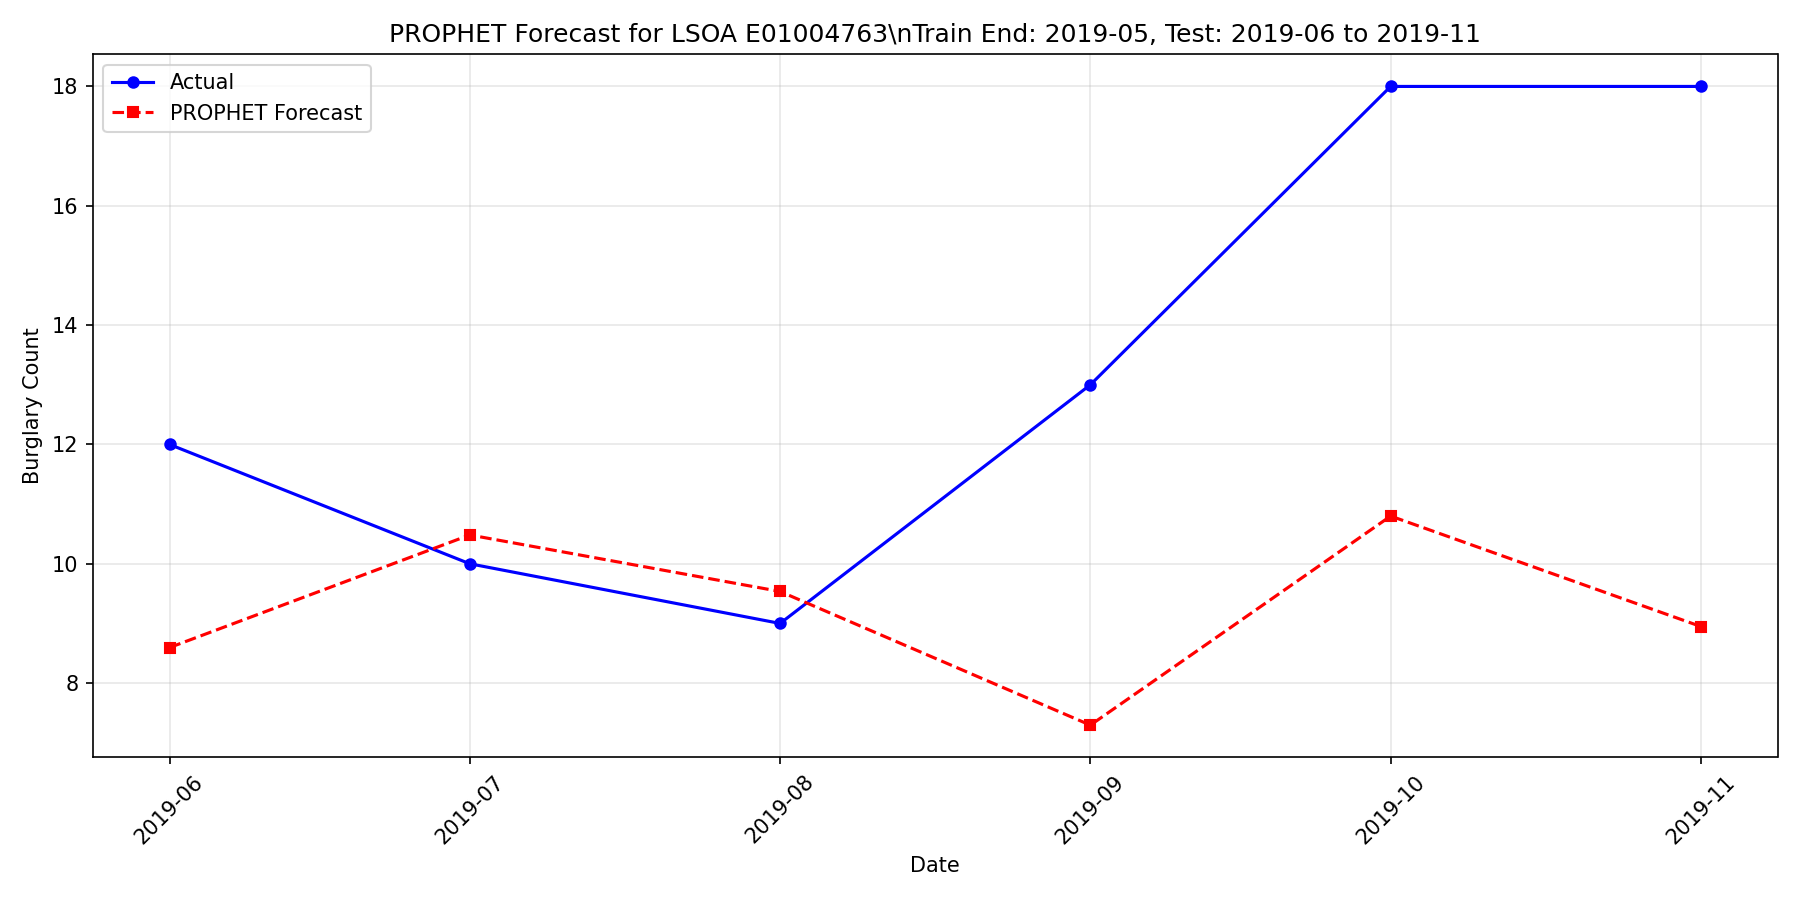 PROPHET Forecast for LSOA E01004763\nTrain End: 2019-05, Test: 2019-06 to 2019-11
Actual
PROPHET Forecast
Burglary Count
18
16
14
12
10
8
2019-06
2019-07
2019-08
2019-09
2019-10
2019-11
Date